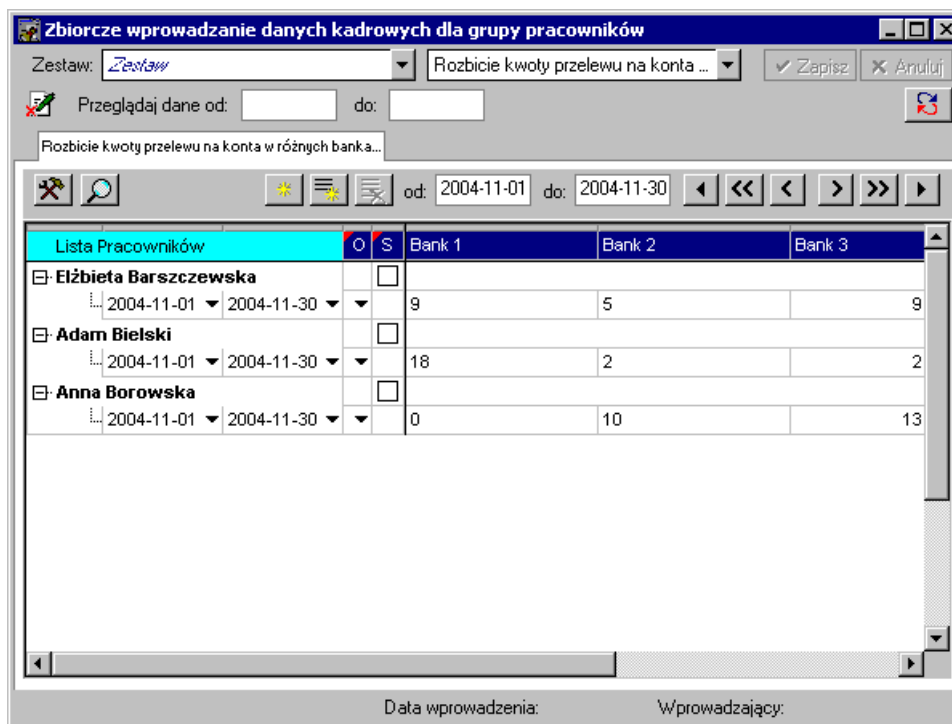 Zbiorcze wprowadzanie danych kadrowych dla grupy pracowników
Zestaw: Zestaw Rozbicie kwoty przelewu na konta ... Zapisz Anuluj
Przeglądaj dane od: do:
Rozbicie kwoty przelewu na konta w różnych banka...
od: 2004-11-01 do: 2004-11-30
Lista Pracowników O S Bank 1 Bank 2 Bank 3
Elżbieta Barszczewska
2004-11-01 2004-11-30 9 5 9
Adam Bielski
2004-11-01 2004-11-30 18 2 2
Anna Borowska
2004-11-01 2004-11-30 0 10 13
Data wprowadzenia: Wprowadzający: